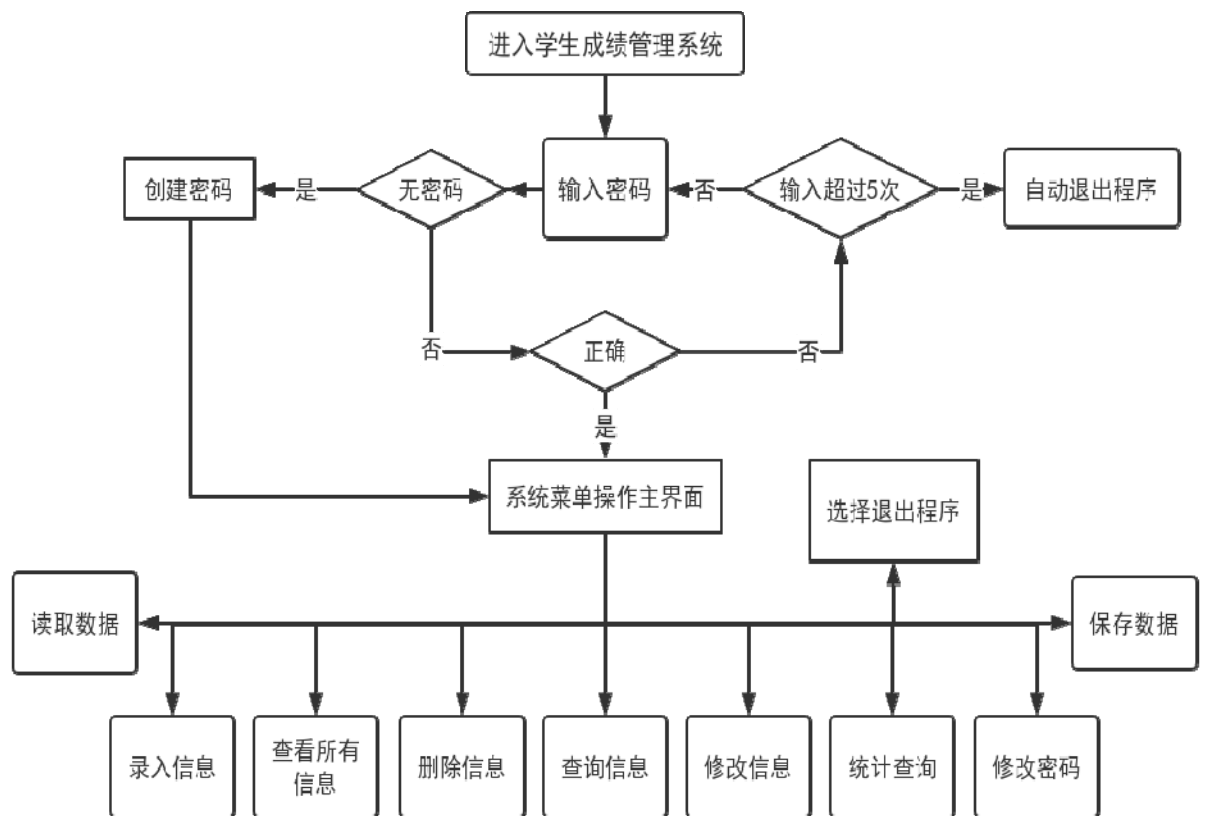 进入学生成绩管理系统
创建密码
是
无密码
输入密码
否
输入超过5次
是
自动退出程序
否
正确
否
是
系统菜单操作主界面
选择退出程序
读取数据
保存数据
录入信息
查看所有
信息
删除信息
查询信息
修改信息
统计查询
修改密码